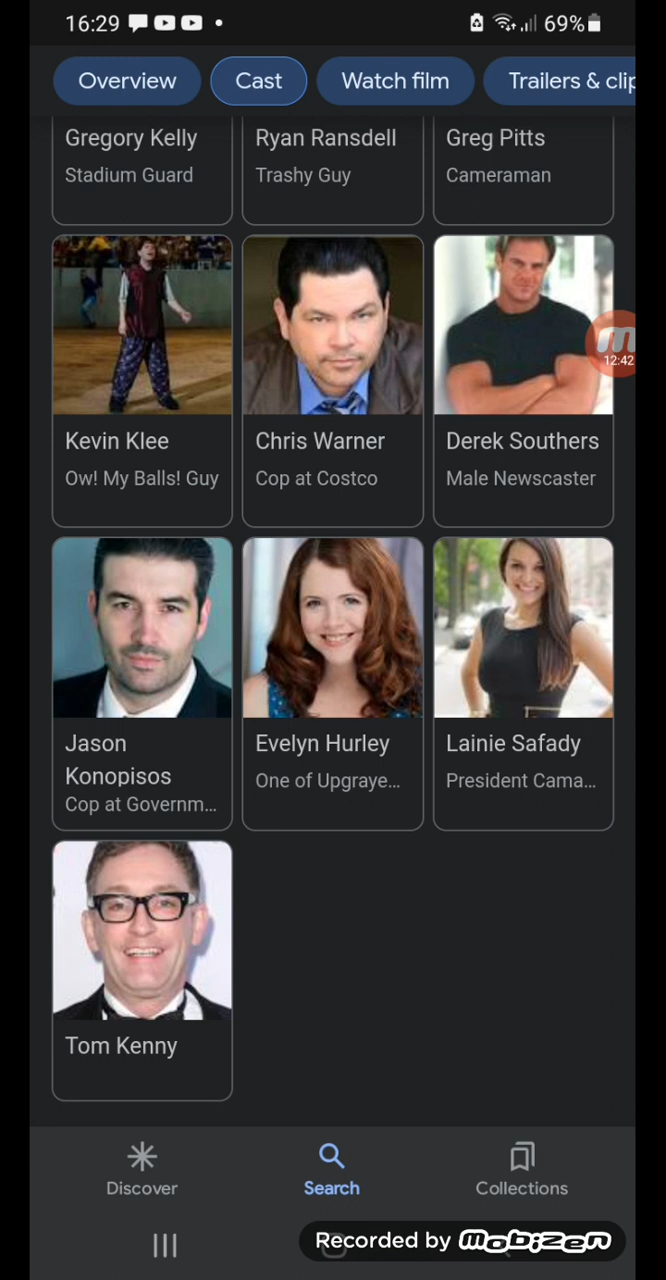 16:29
69%
Overview
Cast
Watch film
Trailers & clip
Gregory Kelly
Stadium Guard
Ryan Ransdell
Trashy Guy
Greg Pitts
Cameraman
12:42
Kevin Klee
Ow! My Balls! Guy
Chris Warner
Cop at Costco
Derek Southers
Male Newscaster
Jason
Konopisos
Cop at Governm...
Evelyn Hurley
One of Upgraye...
Lainie Safady
President Cama...
Tom Kenny
Discover
Search
Collections
Recorded by mobizen